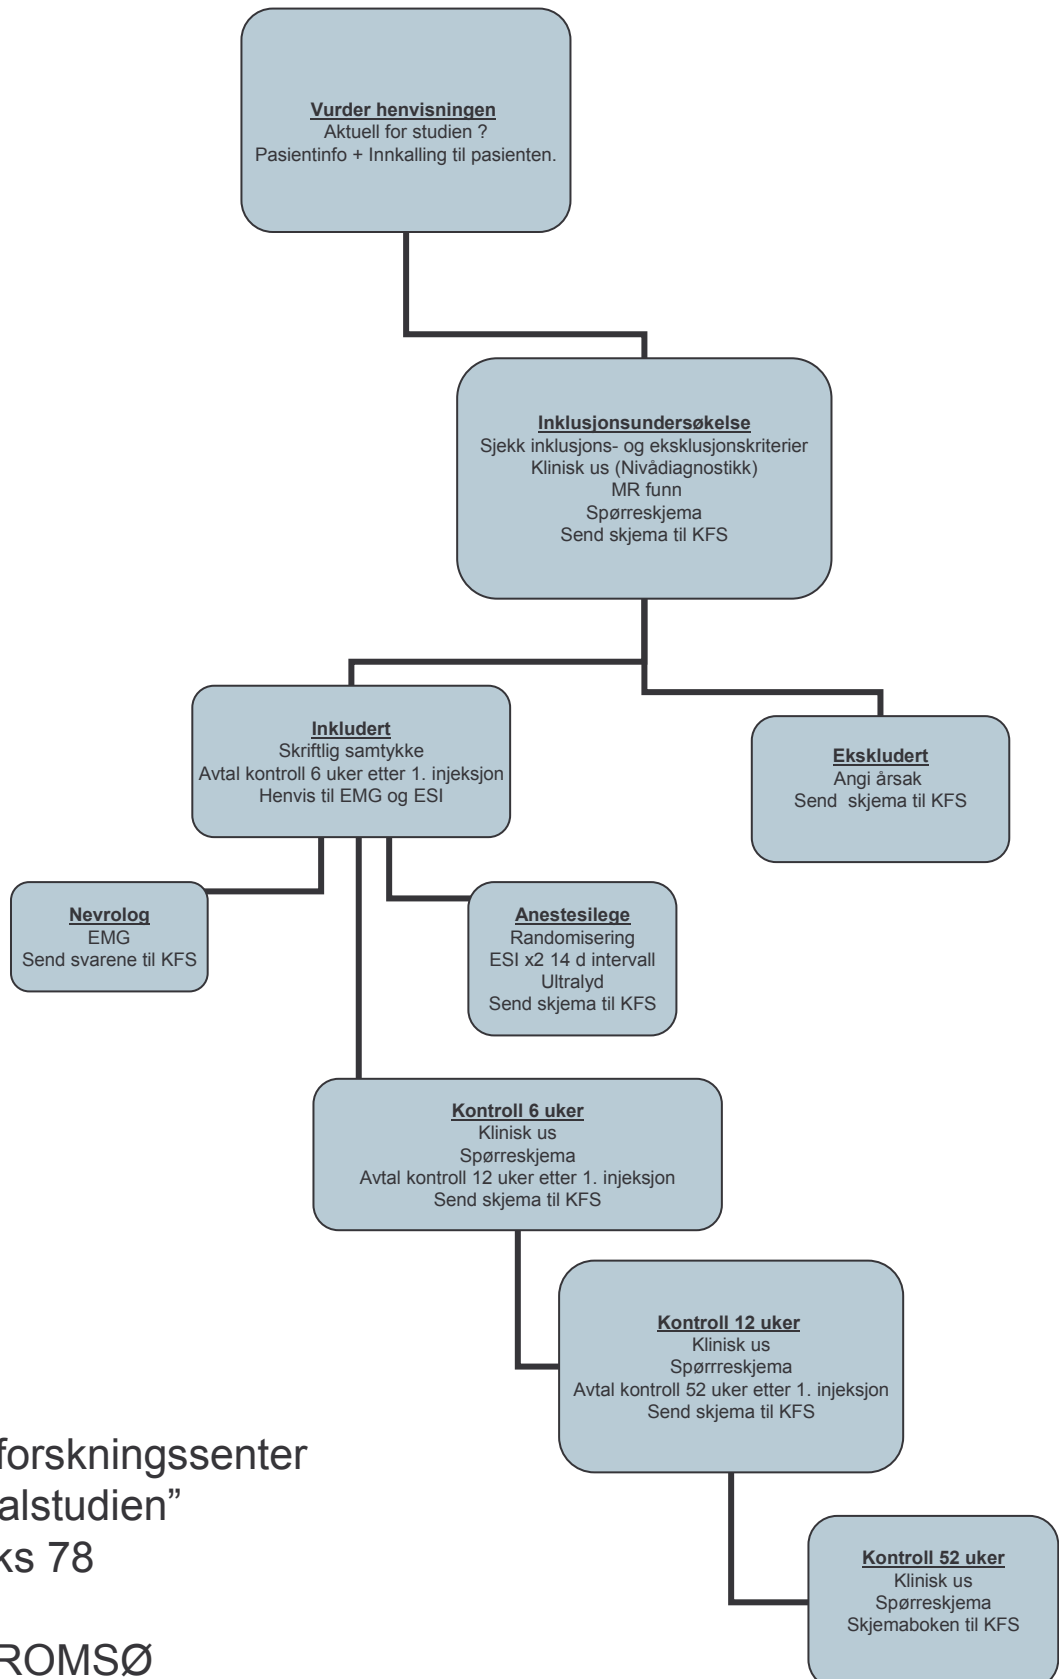 Vurder henvisningen
Aktuell for studien ?
Pasientinfo + Innkalling til pasienten.
Inklusjonsundersøkelse
Sjekk inklusjons- og eksklusjonskriterier
Klinisk us (Nivådiagnostikk)
MR funn
Spørreskjema
Send skjema til KFS
Inkludert
Skriftlig samtykke
Avtal kontroll 6 uker etter 1. injeksjon
Henvis til EMG og ESI
Ekskludert
Angi årsak
Send  skjema til KFS
Nevrolog
EMG
Send svarene til KFS
Anestesilege
Randomisering
ESI x2 14 d intervall
Ultralyd
Send skjema til KFS
Kontroll 6 uker
Klinisk us
Spørreskjema
Avtal kontroll 12 uker etter 1. injeksjon
Send skjema til KFS
Kontroll 12 uker
Klinisk us
Spørrreskjema
Avtal kontroll 52 uker etter 1. injeksjon
Send skjema til KFS
Kontroll 52 uker
Klinisk us
Spørreskjema
Skjemaboken til KFS
forskningssenter
alstudien”
ks 78
ROMSØ